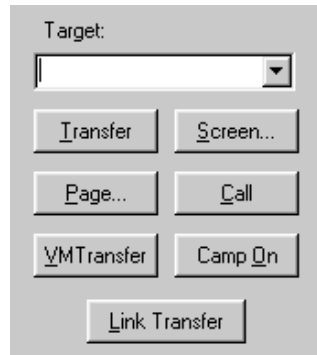 Target:
Transfer Screen...
Page... Call
VMTransfer Camp On
Link Transfer